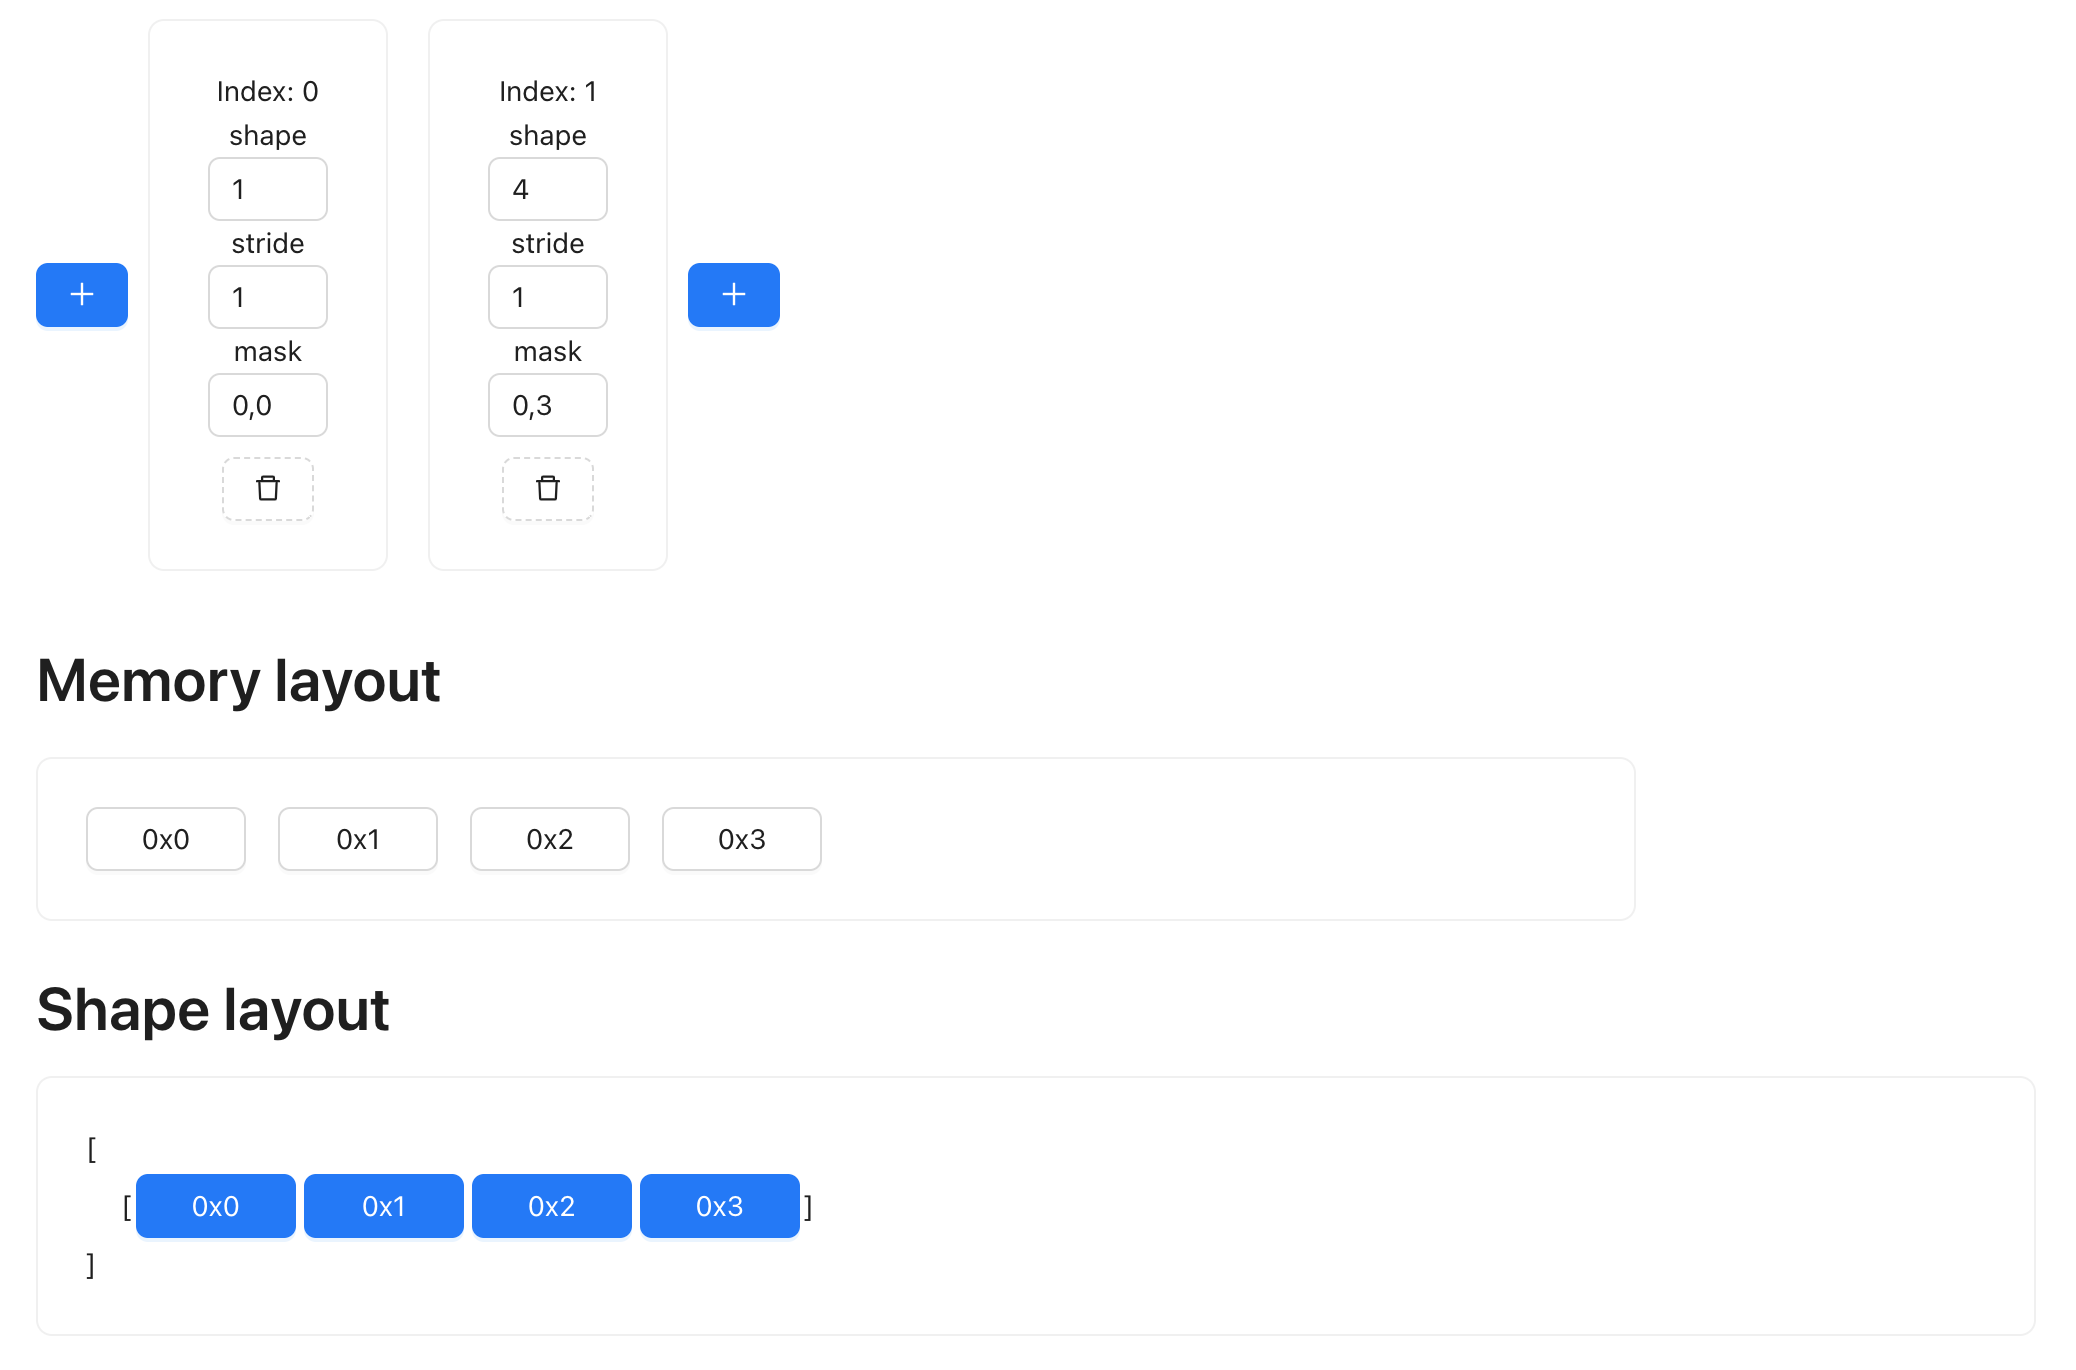 Index: 0
shape
1
stride
1
mask
0,0
Index: 1
shape
4
stride
1
mask
0,3
Memory layout
0x0 0x1 0x2 0x3
Shape layout
[
[ 0x0 0x1 0x2 0x3 ]
]